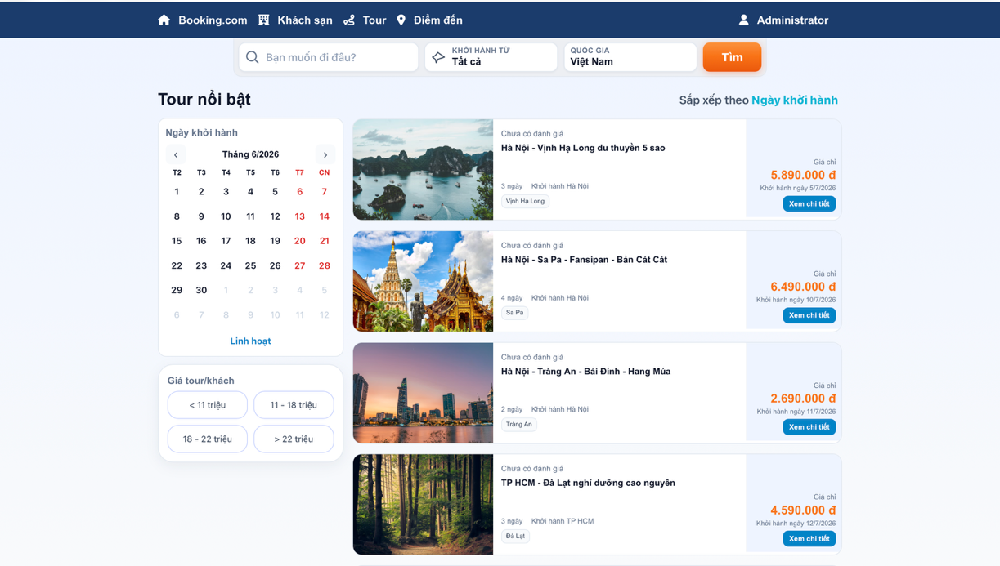 Booking.com Khách sạn Tour Điểm đến Administrator
Bạn muốn đi đâu?
KHỞI HÀNH TỪ
Tất cả
QUỐC GIA
Việt Nam
Tìm
Tour nổi bật
Sắp xếp theo Ngày khởi hành
Ngày khởi hành
‹ Tháng 6/2026 ›
T2 T3 T4 T5 T6 T7 CN
1 2 3 4 5 6 7
8 9 10 11 12 13 14
15 16 17 18 19 20 21
22 23 24 25 26 27 28
29 30 1 2 3 4 5
6 7 8 9 10 11 12
Linh hoạt
Giá tour/khách
< 11 triệu 11 - 18 triệu
18 - 22 triệu > 22 triệu
Chưa có đánh giá
Hà Nội - Vịnh Hạ Long du thuyền 5 sao
3 ngày Khởi hành Hà Nội
Vịnh Hạ Long
Giá chỉ
5.890.000 đ
Khởi hành ngày 5/7/2026
Xem chi tiết
Chưa có đánh giá
Hà Nội - Sa Pa - Fansipan - Bản Cát Cát
4 ngày Khởi hành Hà Nội
Sa Pa
Giá chỉ
6.490.000 đ
Khởi hành ngày 10/7/2026
Xem chi tiết
Chưa có đánh giá
Hà Nội - Tràng An - Bái Đính - Hang Múa
2 ngày Khởi hành Hà Nội
Tràng An
Giá chỉ
2.690.000 đ
Khởi hành ngày 11/7/2026
Xem chi tiết
Chưa có đánh giá
TP HCM - Đà Lạt nghỉ dưỡng cao nguyên
3 ngày Khởi hành TP HCM
Đà Lạt
Giá chỉ
4.590.000 đ
Khởi hành ngày 12/7/2026
Xem chi tiết